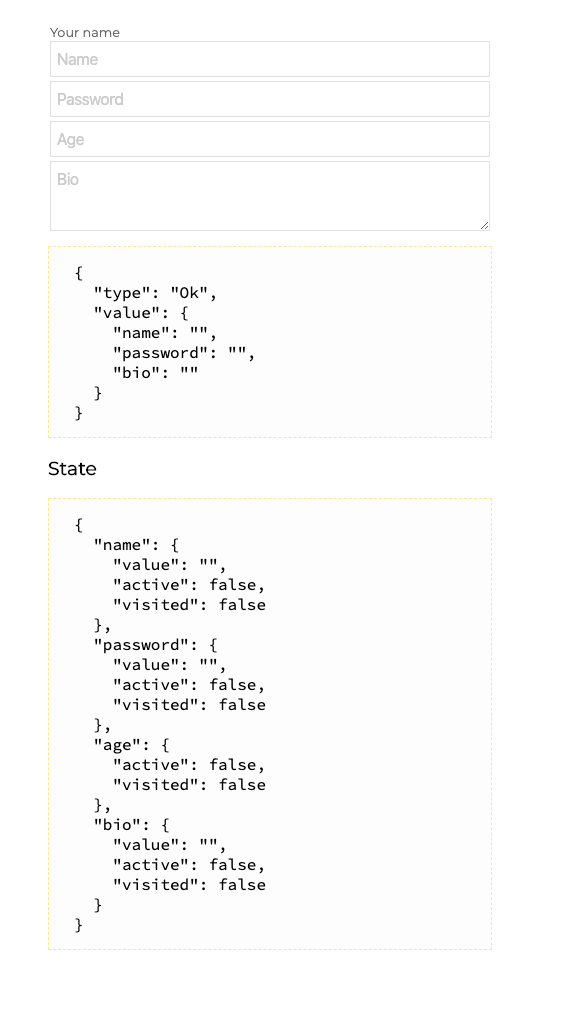 Your name
Name
Password
Age
Bio
{
  "type": "Ok",
  "value": {
    "name": "",
    "password": "",
    "bio": ""
  }
}
State
{
  "name": {
    "value": "",
    "active": false,
    "visited": false
  },
  "password": {
    "value": "",
    "active": false,
    "visited": false
  },
  "age": {
    "active": false,
    "visited": false
  },
  "bio": {
    "value": "",
    "active": false,
    "visited": false
  }
}